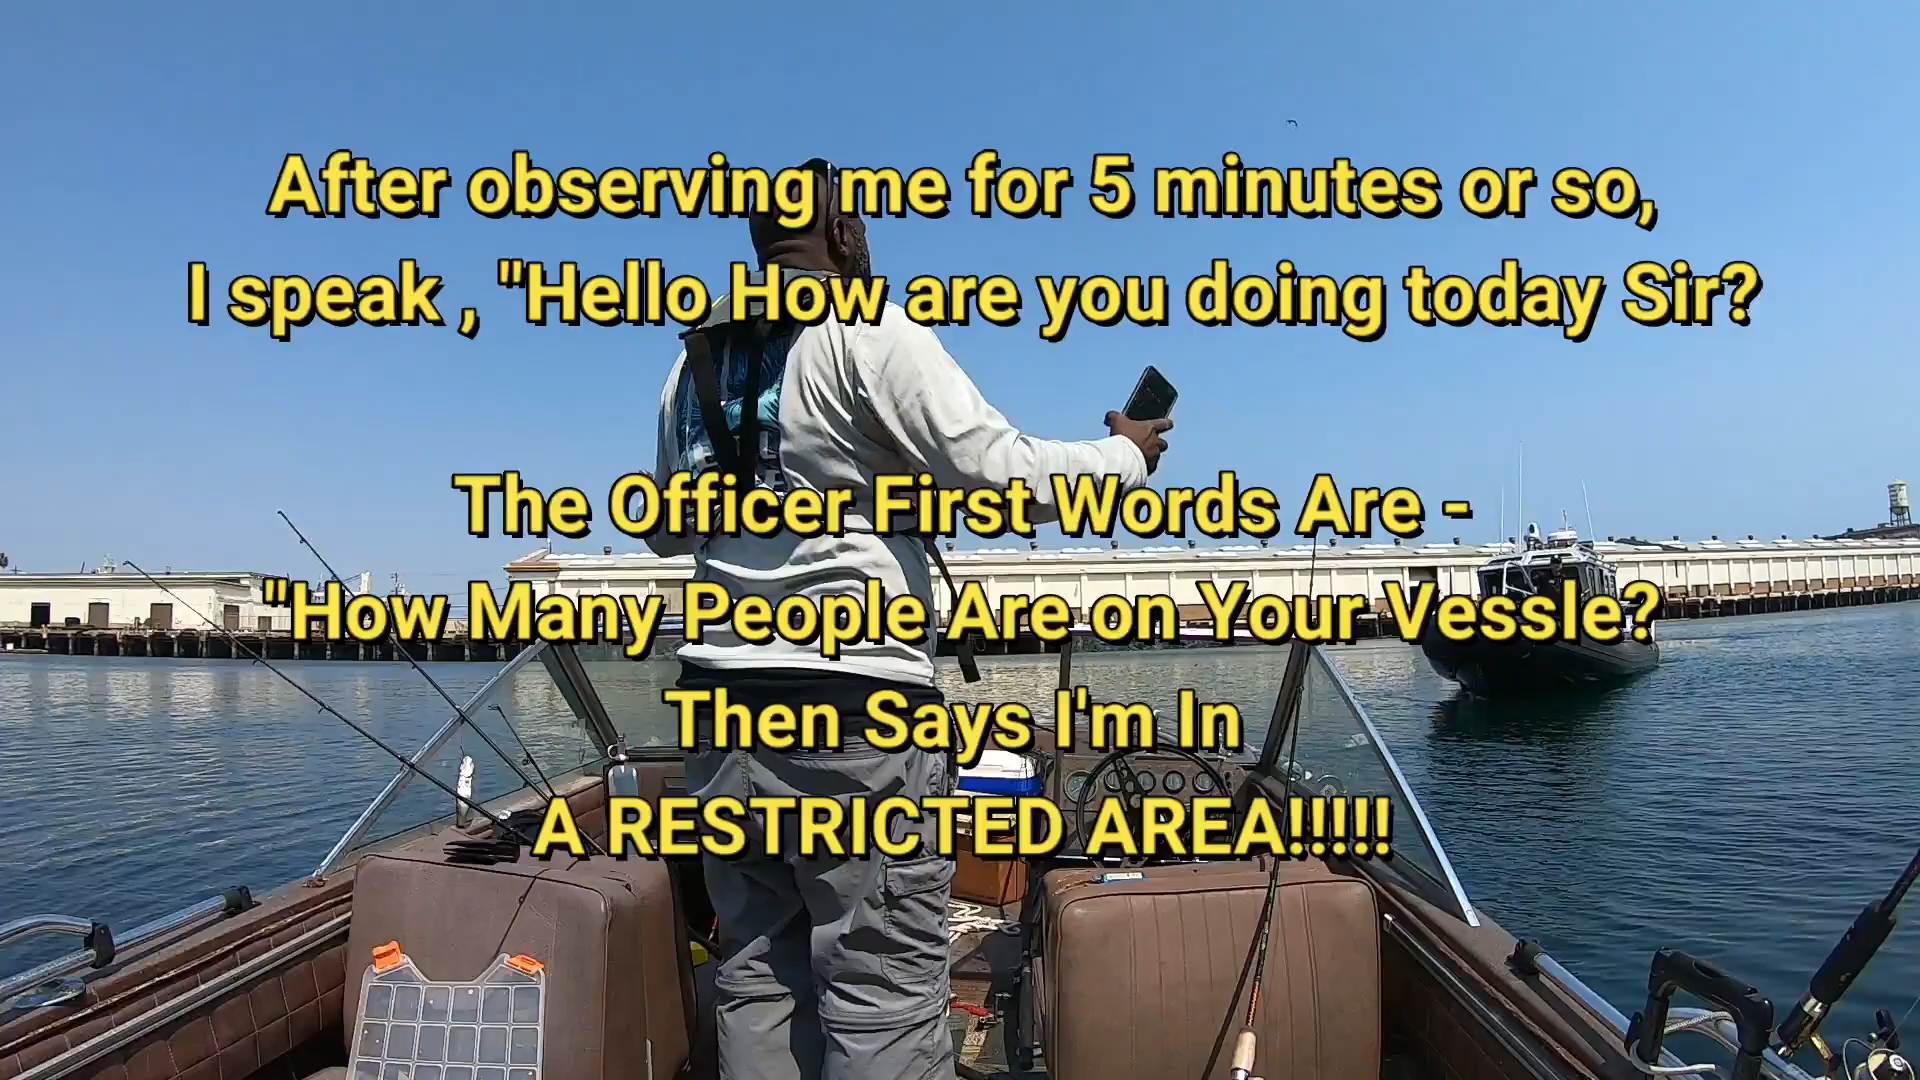 After observing me for 5 minutes or so,
I speak , "Hello How are you doing today Sir?
The Officer First Words Are -
"How Many People Are on Your Vessle?
Then Says I'm In
A RESTRICTED AREA!!!!!